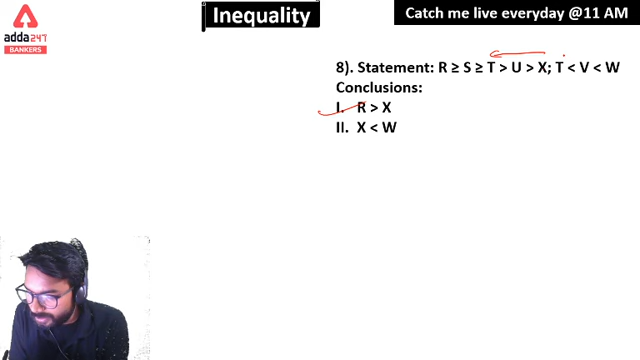 Inequality
Catch me live everyday @11 AM
adda247
BANKERS
8). Statement: R ≥ S ≥ T > U > X; T < V < W
Conclusions:
I. R > X
II. X < W